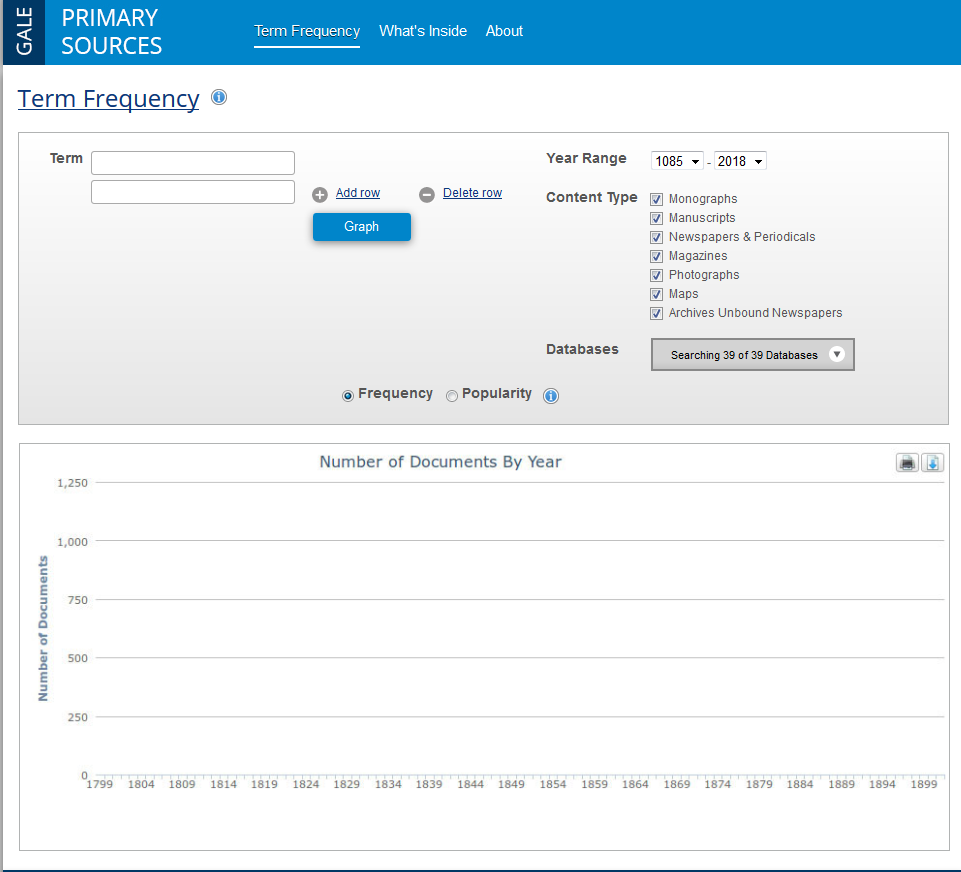 GALE
PRIMARY
SOURCES
Term Frequency What's Inside About
Term Frequency
Term
Add row Delete row
Graph
Year Range 1085 - 2018
Content Type
Monographs
Manuscripts
Newspapers & Periodicals
Magazines
Photographs
Maps
Archives Unbound Newspapers
Databases Searching 39 of 39 Databases
Frequency Popularity
Number of Documents By Year
Number of Documents
1,250
1,000
750
500
250
0
1799 1804 1809 1814 1819 1824 1829 1834 1839 1844 1849 1854 1859 1864 1869 1874 1879 1884 1889 1894 1899